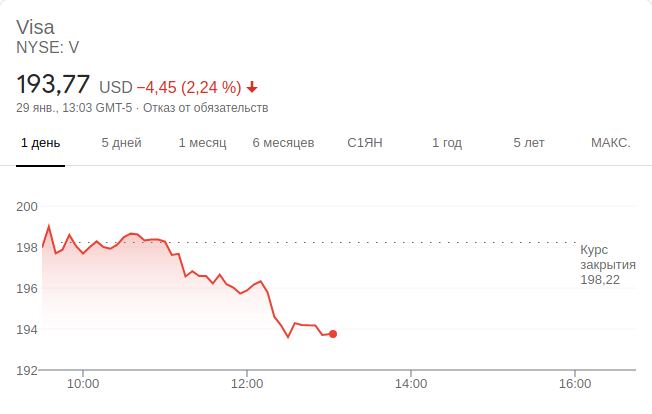 Visa
NYSE: V
193,77 USD −4,45 (2,24 %)
29 янв., 13:03 GMT-5 · Отказ от обязательств
1 день 5 дней 1 месяц 6 месяцев С1ЯН 1 год 5 лет МАКС.
200
198
196
194
192
Курс
закрытия
198,22
10:00 12:00 14:00 16:00